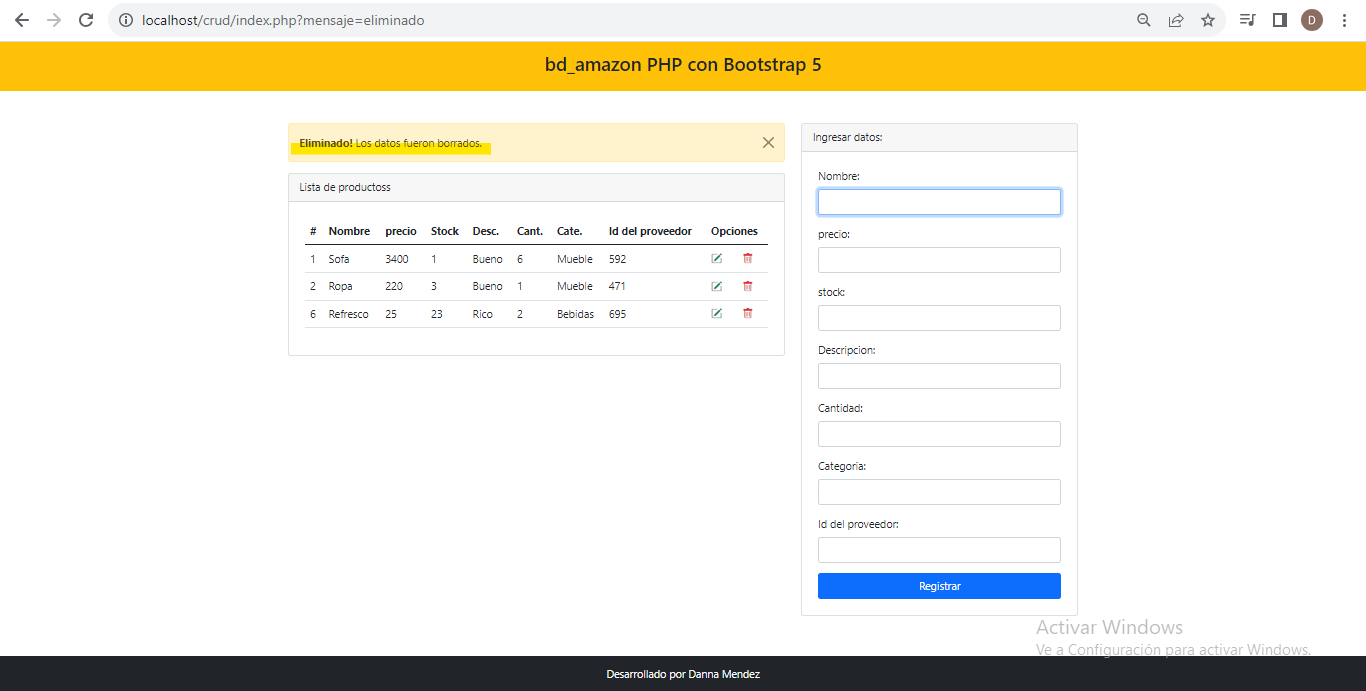 localhost/crud/index.php?mensaje=eliminado
D
bd_amazon PHP con Bootstrap 5
Eliminado! Los datos fueron borrados.
Lista de productoss
# Nombre precio Stock Desc. Cant. Cate. Id del proveedor Opciones
1 Sofa 3400 1 Bueno 6 Mueble 592
2 Ropa 220 3 Bueno 1 Mueble 471
6 Refresco 25 23 Rico 2 Bebidas 695
Ingresar datos:
Nombre:
precio:
stock:
Descripcion:
Cantidad:
Categoria:
Id del proveedor:
Registrar
Activar Windows
Ve a Configuración para activar Windows.
Desarrollado por Danna Mendez